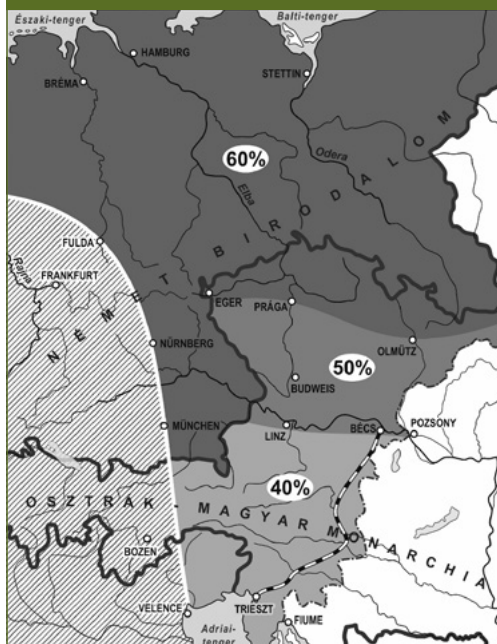 Északi-tenger
Balti-tenger
HAMBURG
STETTIN
BRÉMA
60%
Odera
Elba
NÉMET BIRODALOM
FULDA
Rajna
FRANKFURT
EGER
PRÁGA
NÜRNBERG
OLMÜTZ
50%
BUDWEIS
MÜNCHEN
LINZ
BÉCS
POZSONY
40%
OSZTRÁK-MAGYAR MONARCHIA
BOZEN
VELENCE
TRIESZT
FIUME
Adriai-
tenger